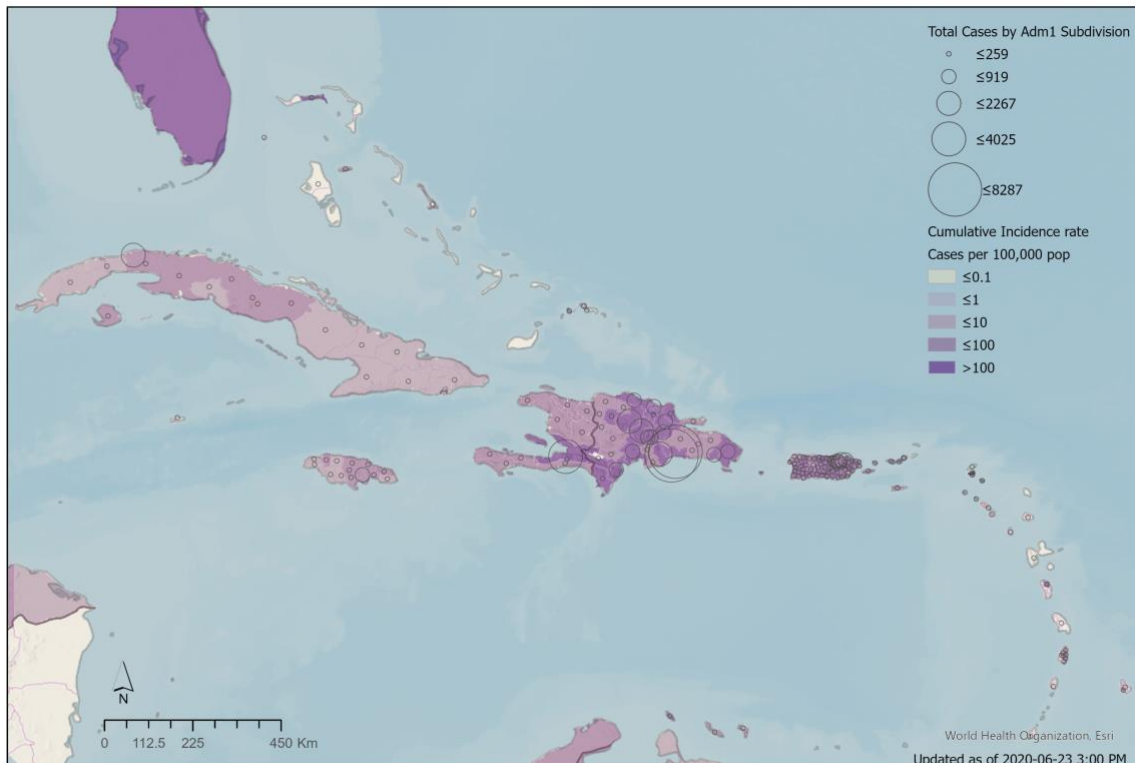 Total Cases by Adm1 Subdivision
≤259
≤919
≤2267
≤4025
≤8287
Cumulative Incidence rate
Cases per 100,000 pop
≤0.1
≤1
≤10
≤100
>100
N
0 112.5 225 450 Km
World Health Organization, Esri
Updated as of 2020-06-23 3:00 PM